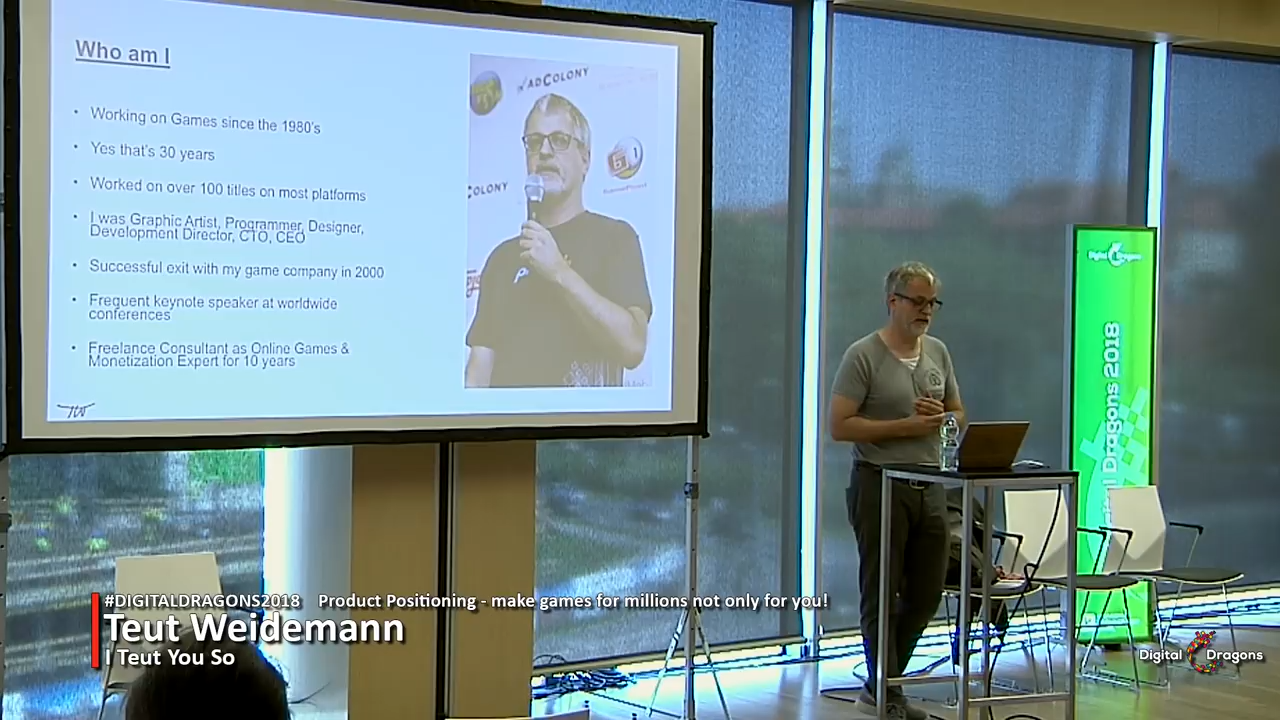 Who am I
• Working on Games since the 1980's
• Yes that's 30 years
• Worked on over 100 titles on most platforms
• I was Graphic Artist, Programmer, Designer,
Development Director, CTO, CEO
• Successful exit with my game company in 2000
• Frequent keynote speaker at worldwide
conferences
• Freelance Consultant as Online Games &
Monetization Expert for 10 years
ADCOLONY
COLONY
Digital Dragons
Digital Dragons 2018
#DIGITALDRAGONS2018 Product Positioning - make games for millions not only for you!
Teut Weidemann
I Teut You So
Digital Dragons